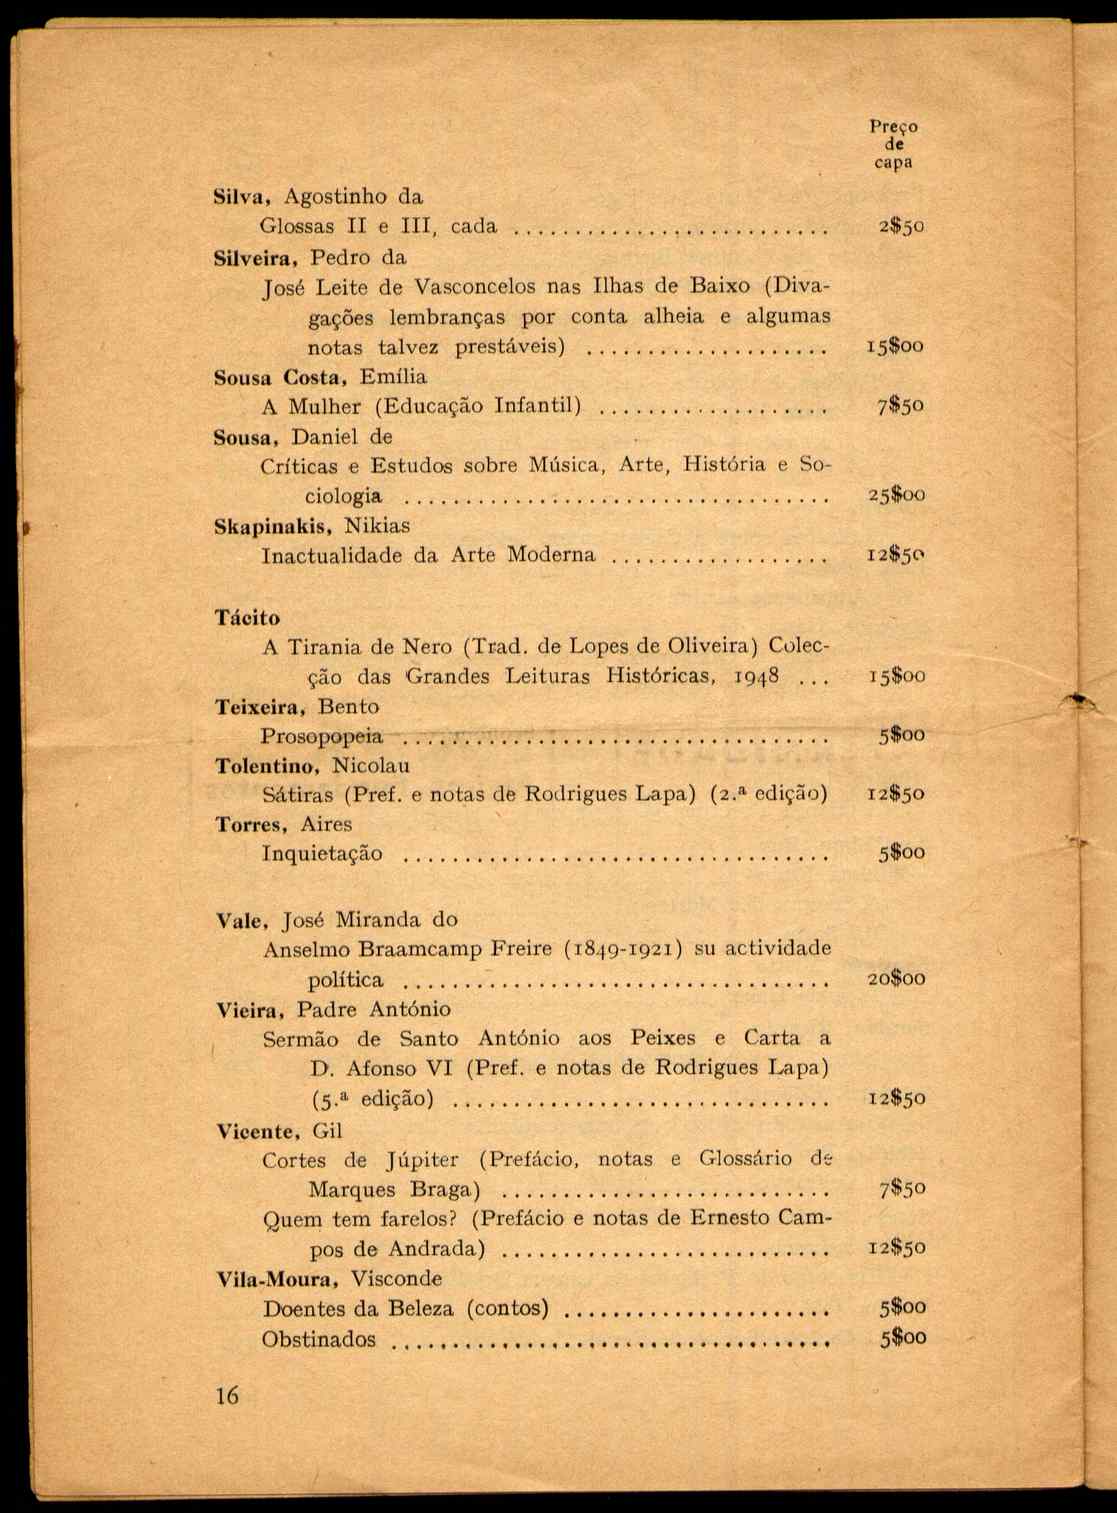 Preço
de
capa
Silva, Agostinho da
Glossas II e III, cada .......................... 2$50
Silveira, Pedro da
José Leite de Vasconcelos nas Ilhas de Baixo (Diva-
gações lembranças por conta alheia e algumas
notas talvez prestáveis) .................... 15$00
Sousa Costa, Emília
A Mulher (Educação Infantil) ................... 7$50
Sousa, Daniel de
Críticas e Estudos sobre Música, Arte, História e So-
ciologia ................................... 25$00
Skapinakis, Nikias
Inactualidade da Arte Moderna .................. 12$50
Tácito
A Tirania de Nero (Trad. de Lopes de Oliveira) Colec-
ção das Grandes Leituras Históricas, 1948 ... 15$00
Teixeira, Bento
Prosopopeia ................................... 5$00
Tolentino, Nicolau
Sátiras (Pref. e notas de Rodrigues Lapa) (2.ª edição) 12$50
Torres, Aires
Inquietação ................................... 5$00
Vale, José Miranda do
Anselmo Braamcamp Freire (1849-1921) su actividade
política ................................... 20$00
Vieira, Padre António
Sermão de Santo António aos Peixes e Carta a
D. Afonso VI (Pref. e notas de Rodrigues Lapa)
(5.ª edição) ............................... 12$50
Vicente, Gil
Cortes de Júpiter (Prefácio, notas e Glossário de
Marques Braga) ........................... 7$50
Quem tem farelos? (Prefácio e notas de Ernesto Cam-
pos de Andrada) ........................... 12$50
Vila-Moura, Visconde
Doentes da Beleza (contos) ...................... 5$00
Obstinados .................................... 5$00
16